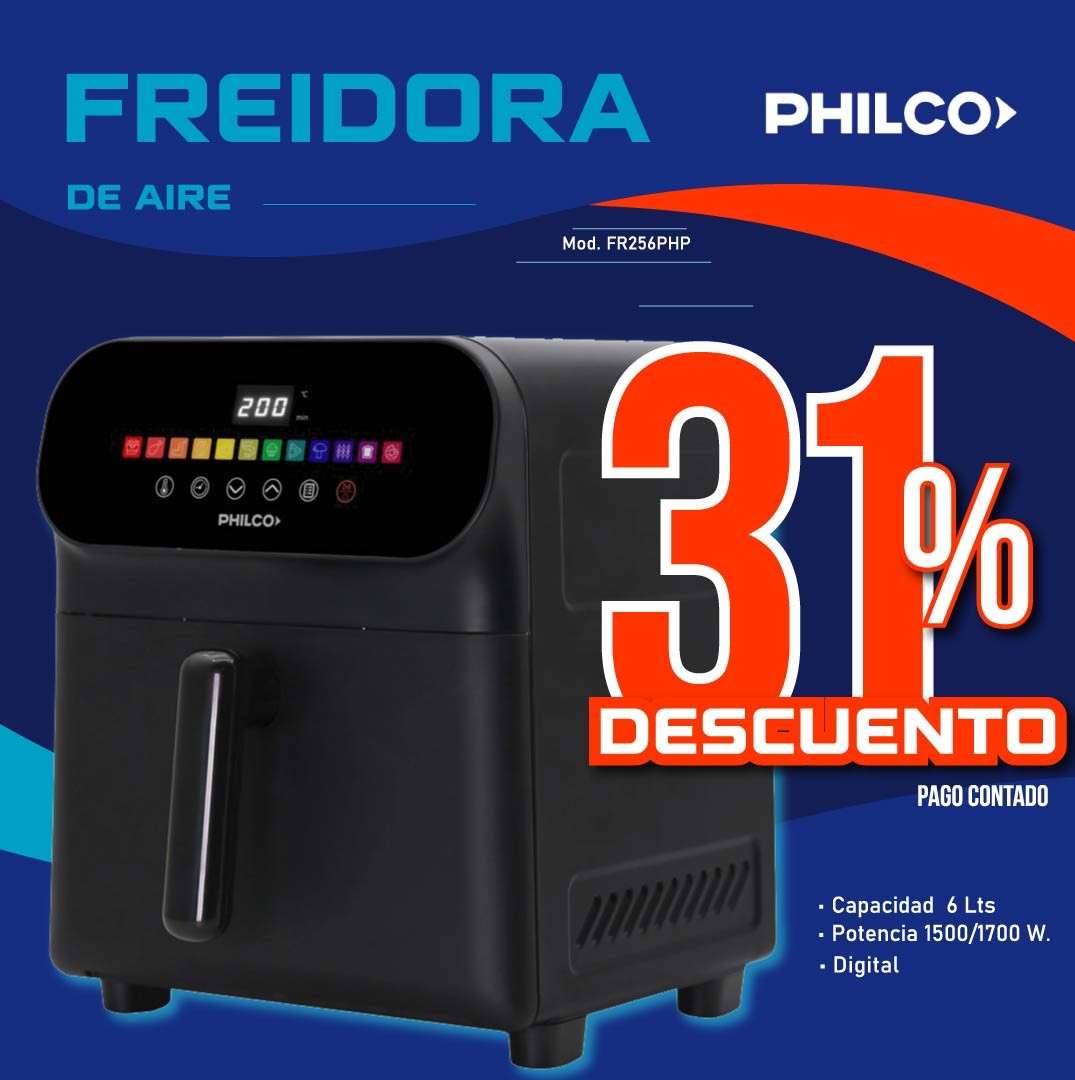 FREIDORA
PHILCO
DE AIRE
Mod. FR256PHP
200
°C
min
PHILCO
31%
DESCUENTO
PAGO CONTADO
• Capacidad 6 Lts
• Potencia 1500/1700 W.
• Digital